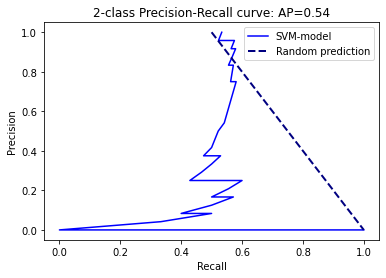 2-class Precision-Recall curve: AP=0.54
SVM-model
Random prediction
Precision
1.0
0.8
0.6
0.4
0.2
0.0
0.0 0.2 0.4 0.6 0.8 1.0
Recall